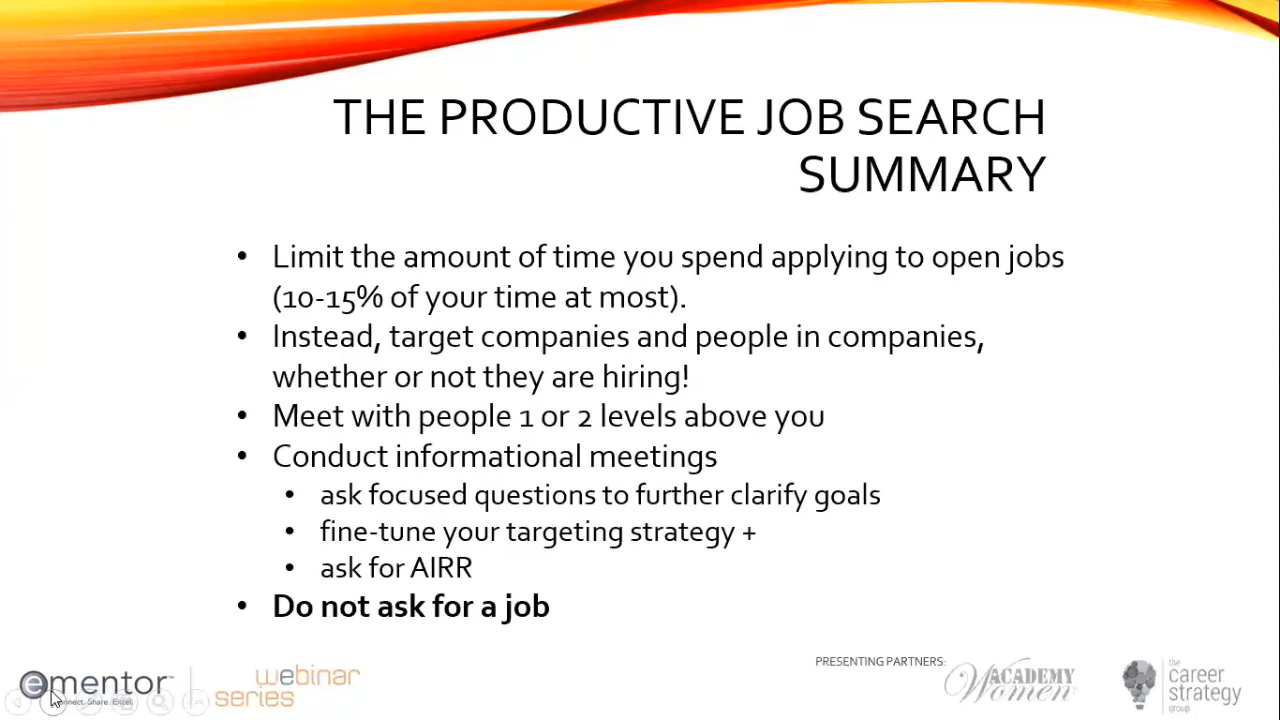 THE PRODUCTIVE JOB SEARCH
SUMMARY
• Limit the amount of time you spend applying to open jobs
(10-15% of your time at most).
• Instead, target companies and people in companies,
whether or not they are hiring!
• Meet with people 1 or 2 levels above you
• Conduct informational meetings
• ask focused questions to further clarify goals
• fine-tune your targeting strategy +
• ask for AIRR
• Do not ask for a job
ementor
Connect. Share. Excel.
webinar
series
PRESENTING PARTNERS:
ACADEMY
Women
the
career
strategy
group